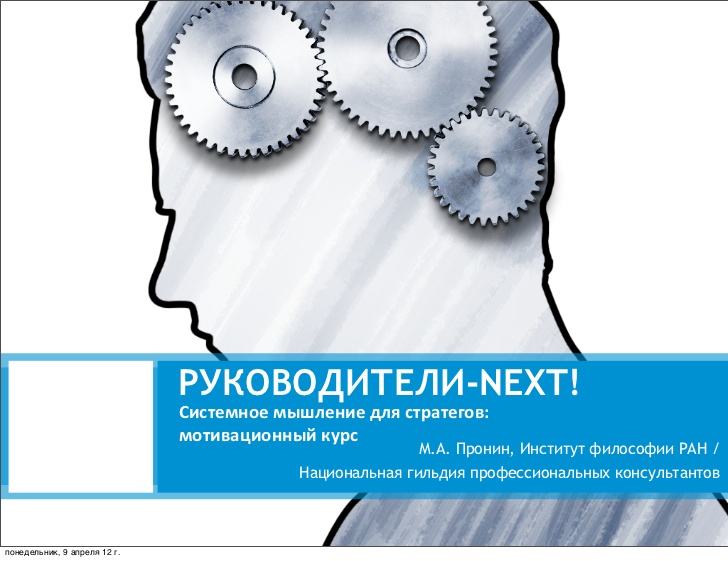 РУКОВОДИТЕЛИ-NEXT!
Системное мышление для стратегов:
мотивационный курс
М.А. Пронин, Институт философии РАН /
Национальная гильдия профессиональных консультантов
понедельник, 9 апреля 12 г.